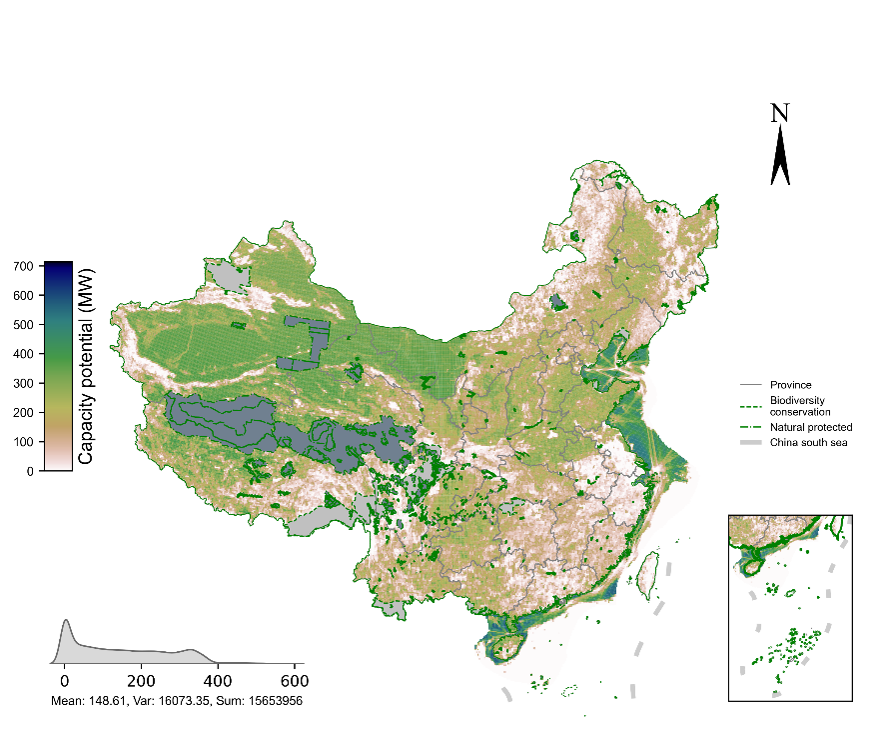 N
700
600
500
400
300
200
100
0
Capacity potential (MW)
Province
Biodiversity
conservation
Natural protected
China south sea
0 200 400 600
Mean: 148.61, Var: 16073.35, Sum: 15653956